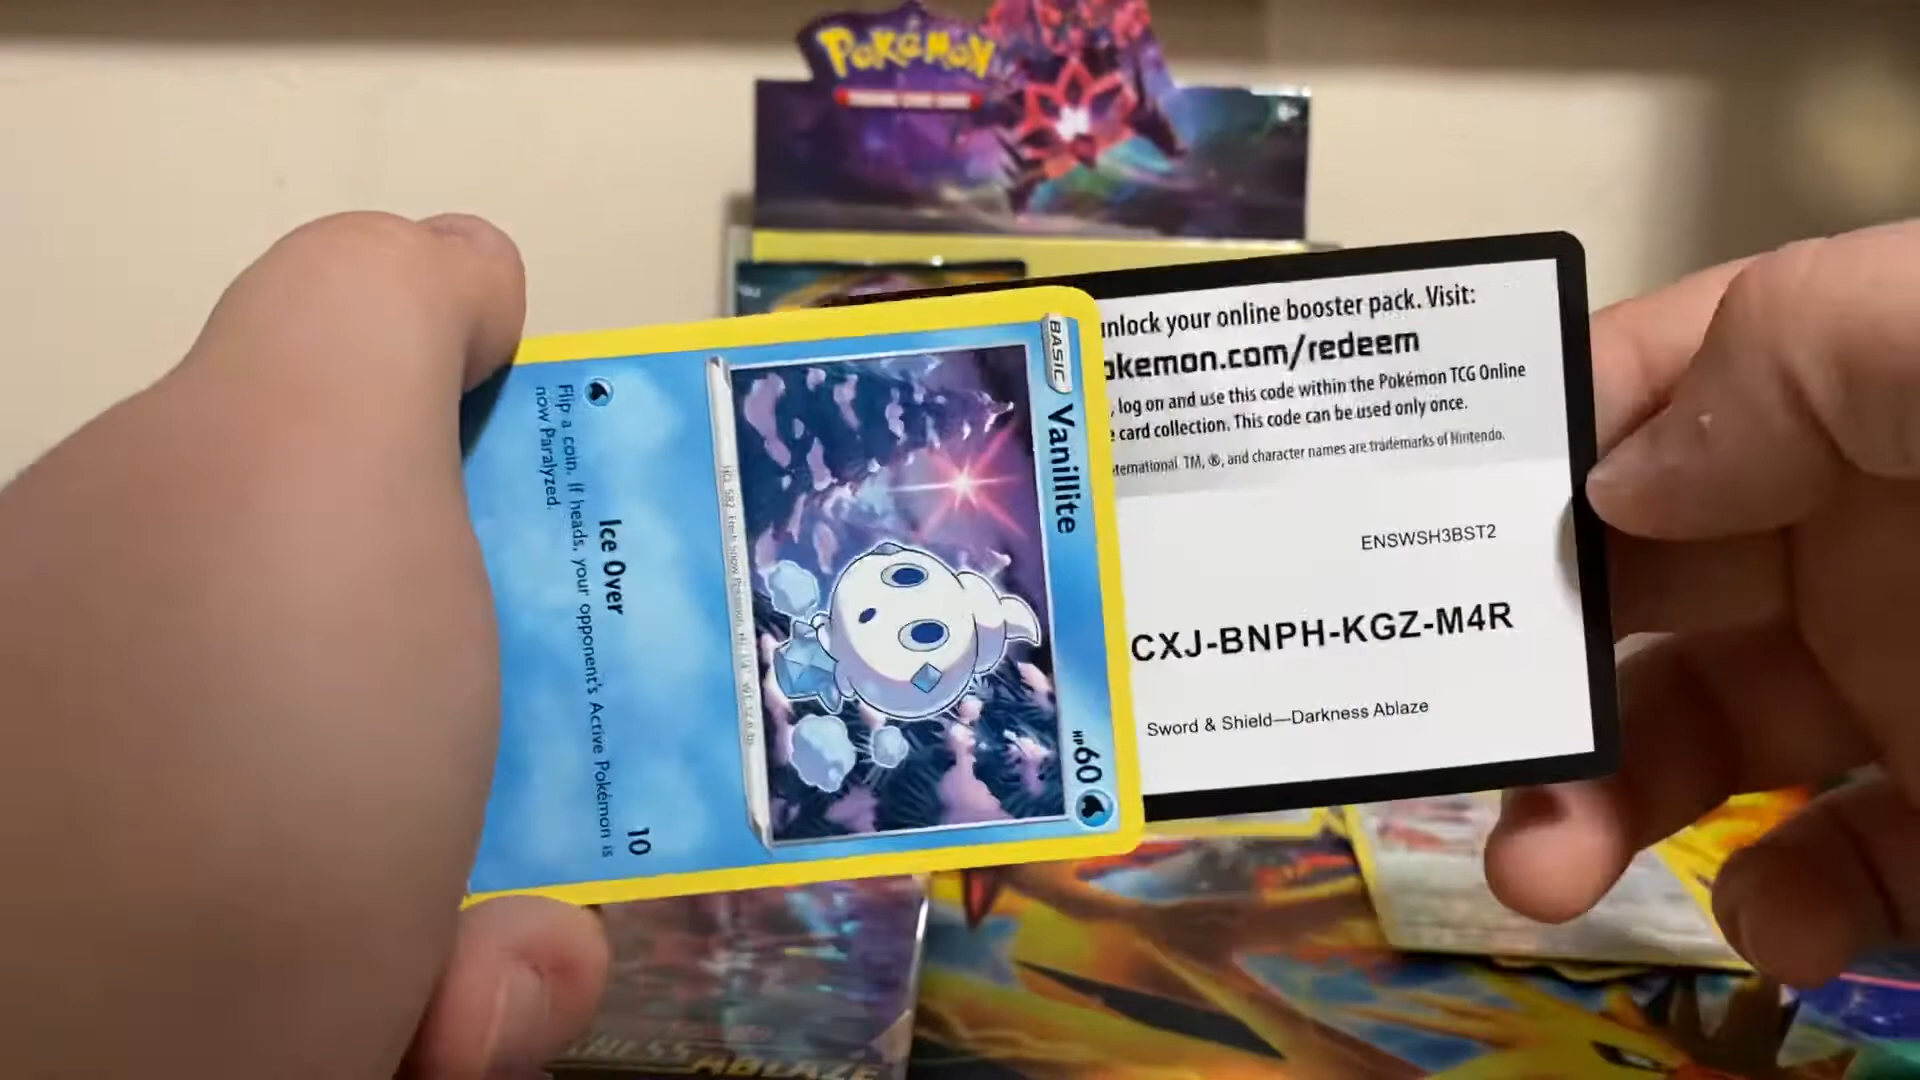 Pokémon
TRADING CARD GAME
BASIC
Vanillite
HP 60
Ice Over
10
Flip a coin. If heads, your opponent's Active Pokémon is
now Paralyzed.
nlock your online booster pack. Visit:
okemon.com/redeem
, log on and use this code within the Pokémon TCG Online
card collection. This code can be used only once.
ternational TM, ®, and character names are trademarks of Nintendo.
ENSWSH3BST2
CXJ-BNPH-KGZ-M4R
Sword & Shield—Darkness Ablaze
NESS ABLAZE